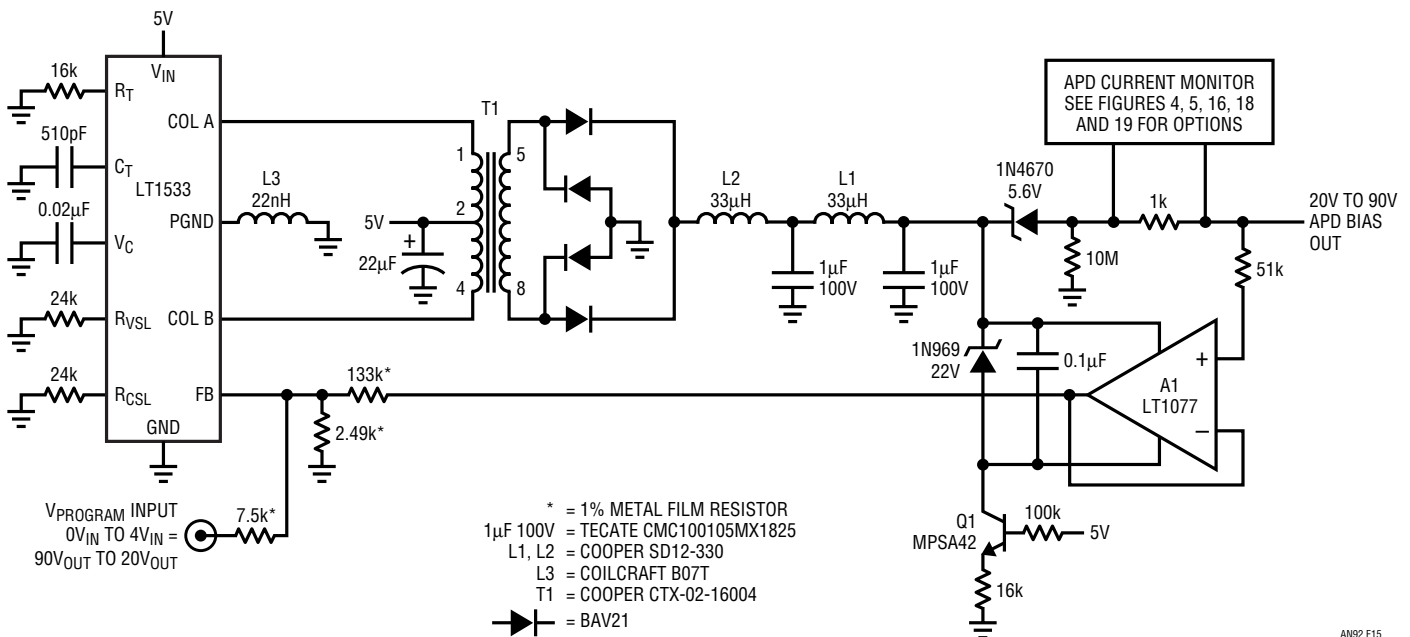 5V
V_IN
16k
R_T
510pF
C_T
LT1533
0.02µF
V_C
24k
R_VSL
24k
R_CSL
COL A
L3
22nH
PGND
COL B
FB
GND
T1
1
2
4
5
8
5V
+
22µF
L2
33µH
L1
33µH
1µF
100V
1µF
100V
1N4670
5.6V
APD CURRENT MONITOR
SEE FIGURES 4, 5, 16, 18
AND 19 FOR OPTIONS
1k
10M
51k
20V TO 90V
APD BIAS
OUT
1N969
22V
0.1µF
+
A1
LT1077
–
133k*
2.49k*
7.5k*
V_PROGRAM INPUT
0V_IN TO 4V_IN =
90V_OUT TO 20V_OUT
Q1
MPSA42
100k
5V
16k
* = 1% METAL FILM RESISTOR
1µF 100V = TECATE CMC100105MX1825
L1, L2 = COOPER SD12-330
L3 = COILCRAFT B07T
T1 = COOPER CTX-02-16004
= BAV21
AN92 F15